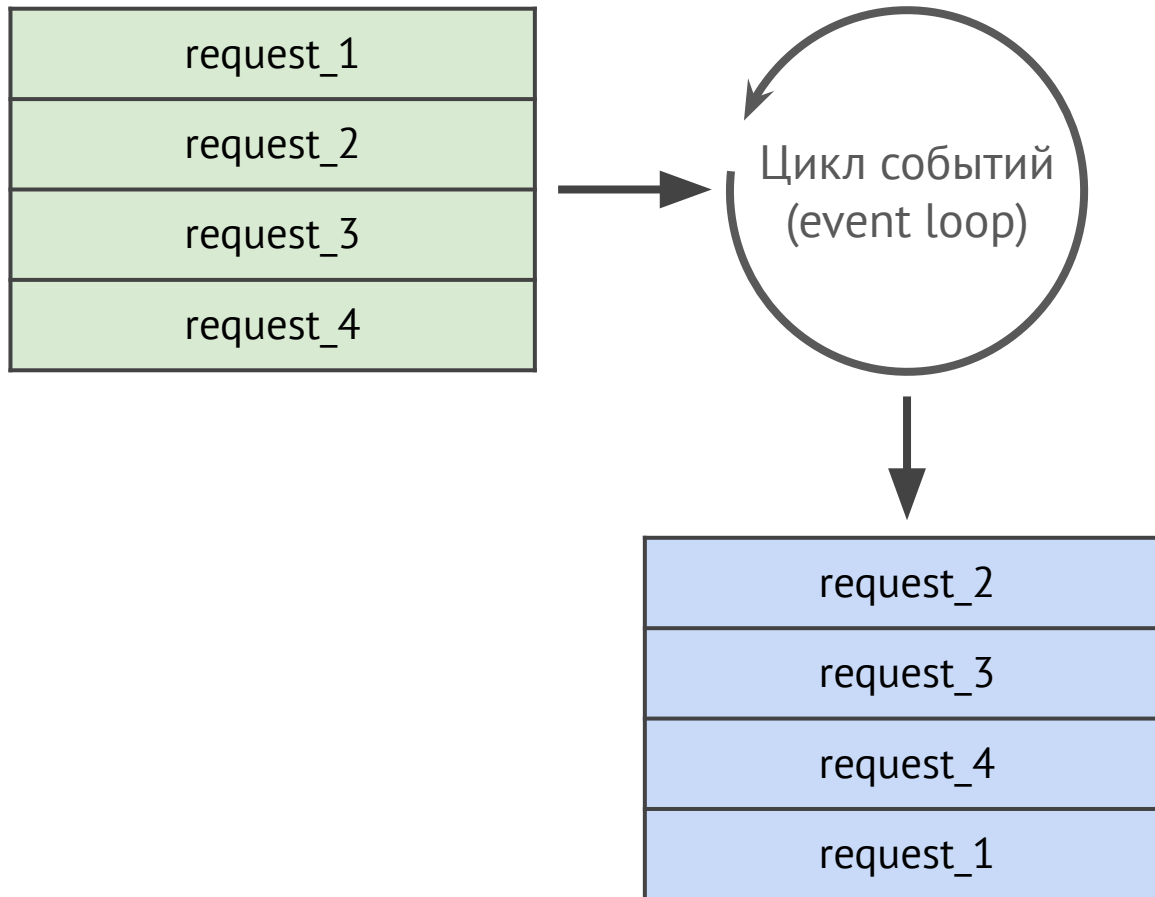 request_1
request_2
request_3
request_4
Цикл событий
(event loop)
request_2
request_3
request_4
request_1